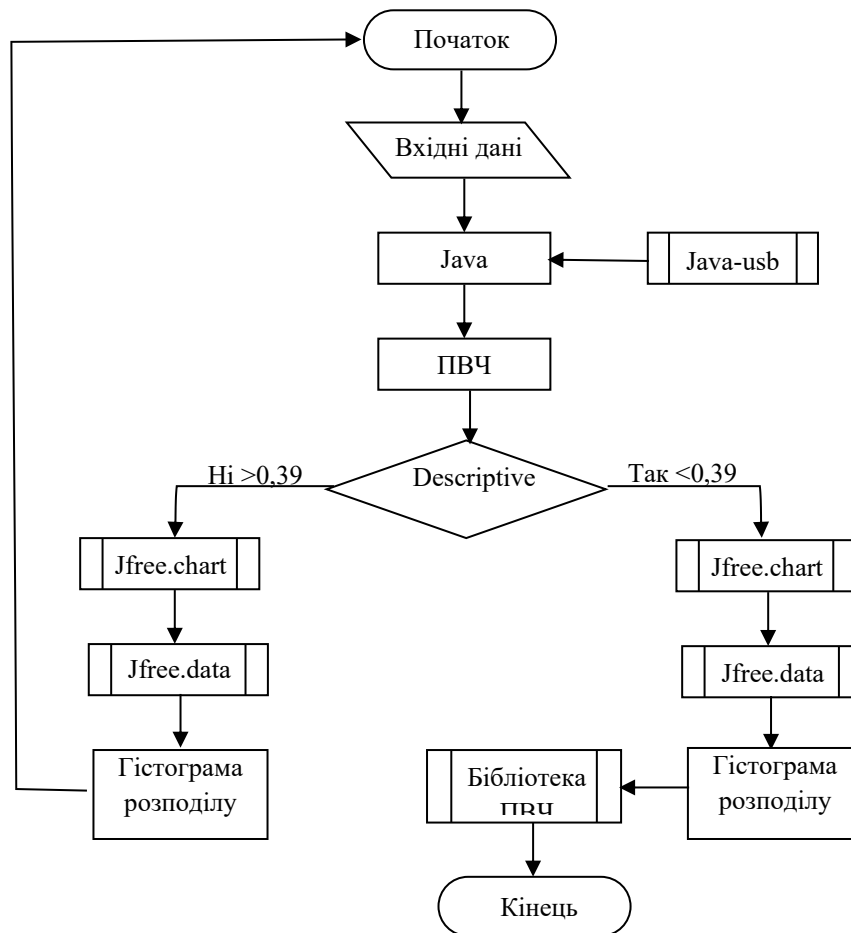 Початок
Вхідні дані
Java
Java-usb
ПВЧ
Descriptive
Ні >0,39
Так <0,39
Jfree.chart
Jfree.chart
Jfree.data
Jfree.data
Гістограма
розподілу
Бібліотека
ПВЧ
Гістограма
розподілу
Кінець